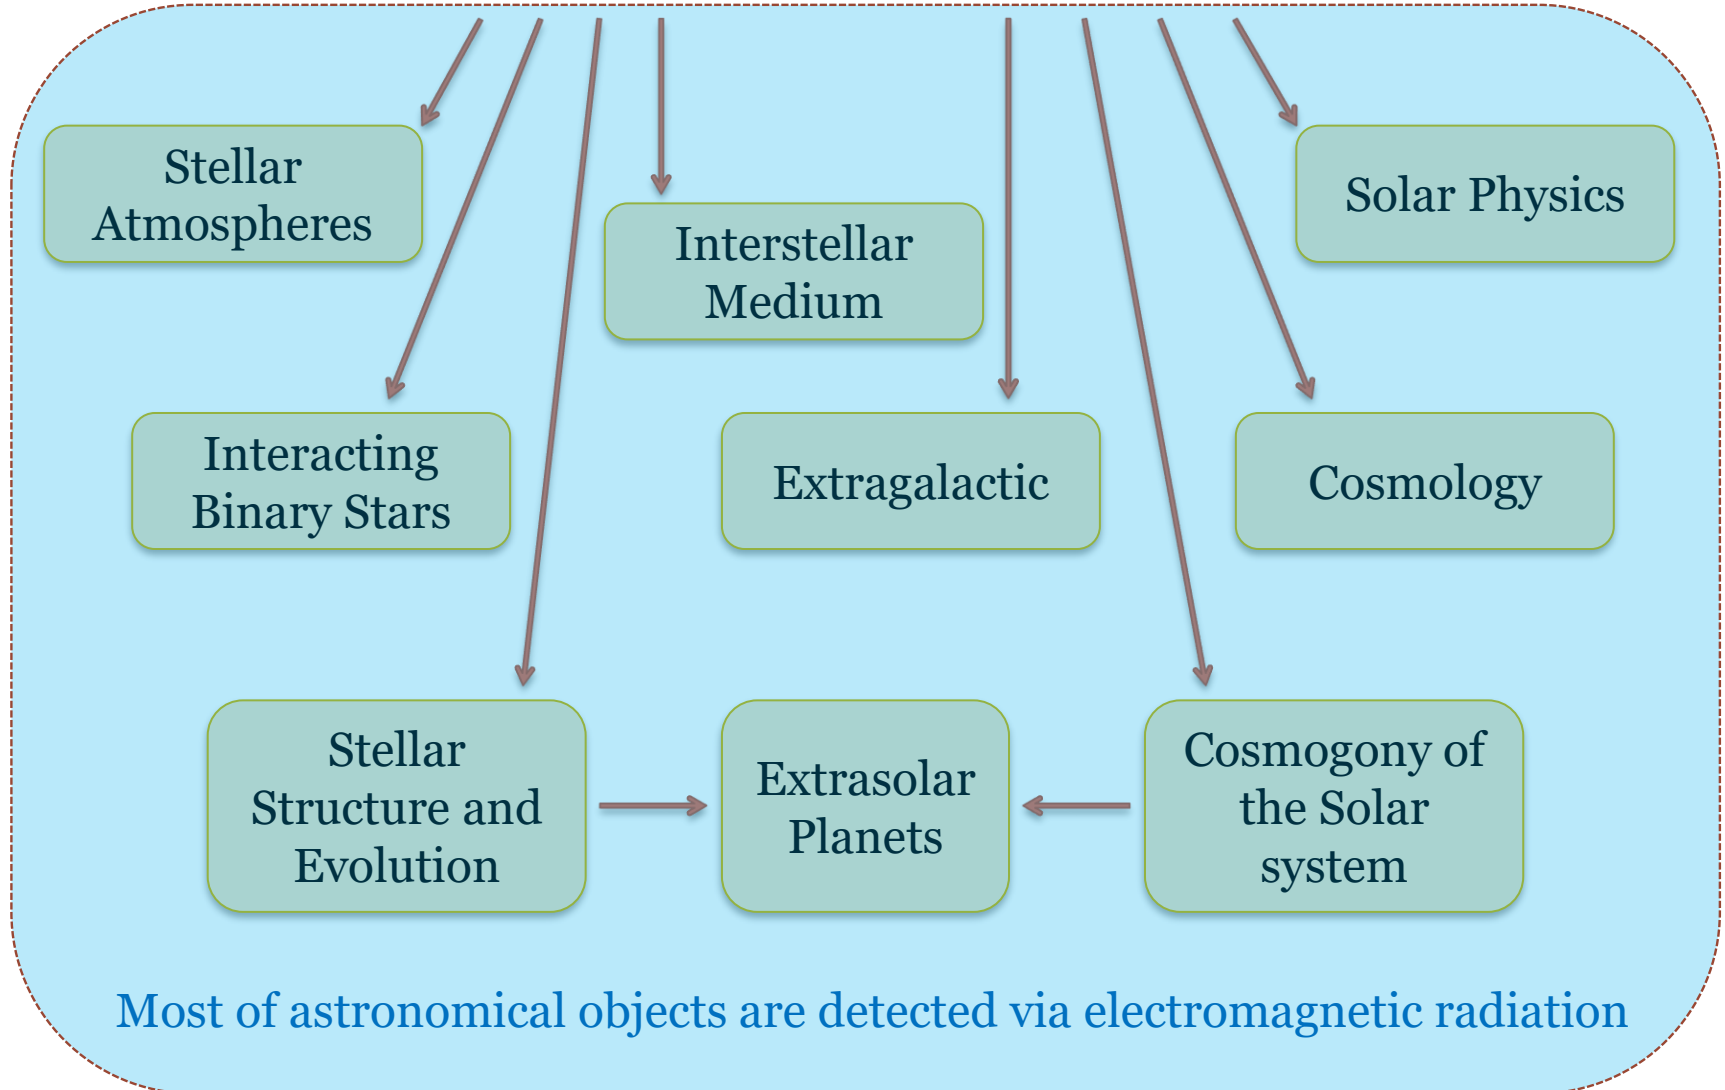 Stellar
Atmospheres
Solar Physics
Interstellar
Medium
Interacting
Binary Stars
Extragalactic
Cosmology
Stellar
Structure and
Evolution
Extrasolar
Planets
Cosmogony of
the Solar
system
Most of astronomical objects are detected via electromagnetic radiation